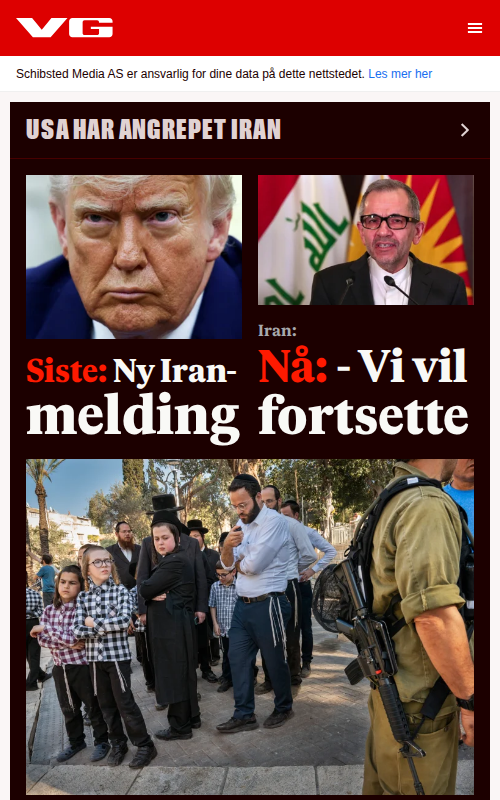 VG
Schibsted Media AS er ansvarlig for dine data på dette nettstedet. Les mer her
USA HAR ANGREPET IRAN
Siste: Ny Iran-
melding
Iran:
Nå: - Vi vil
fortsette